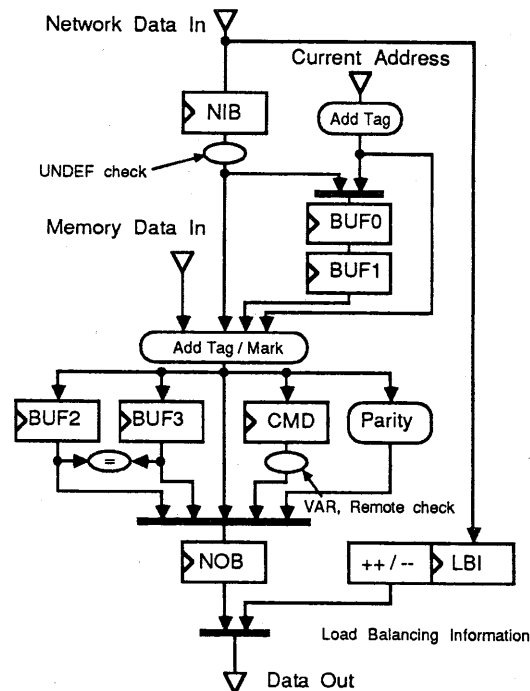 Network Data In
Current Address
NIB
Add Tag
UNDEF check
BUF0
Memory Data In
BUF1
Add Tag / Mark
BUF2
BUF3
CMD
Parity
=
VAR, Remote check
NOB
++ / --
LBI
Load Balancing Information
Data Out